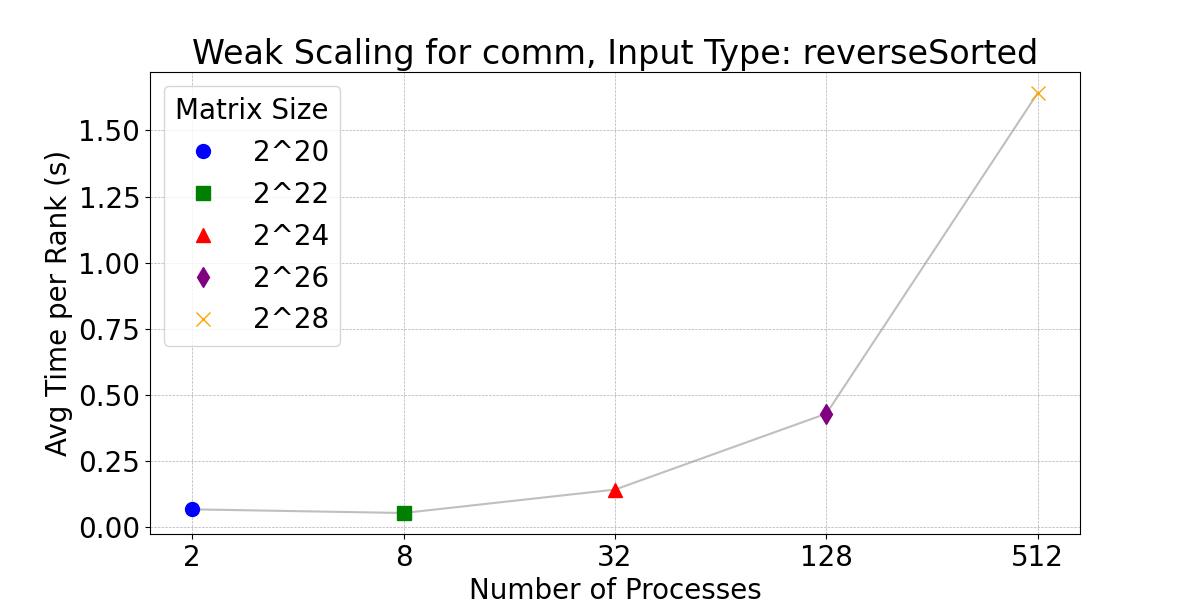 Weak Scaling for comm, Input Type: reverseSorted
Matrix Size
2^20
2^22
2^24
2^26
2^28
Avg Time per Rank (s)
1.50
1.25
1.00
0.75
0.50
0.25
0.00
2 8 32 128 512
Number of Processes